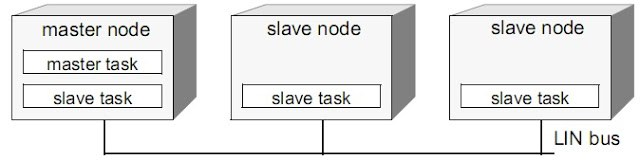 master node
master task
slave task
slave node
slave task
slave node
slave task
LIN bus